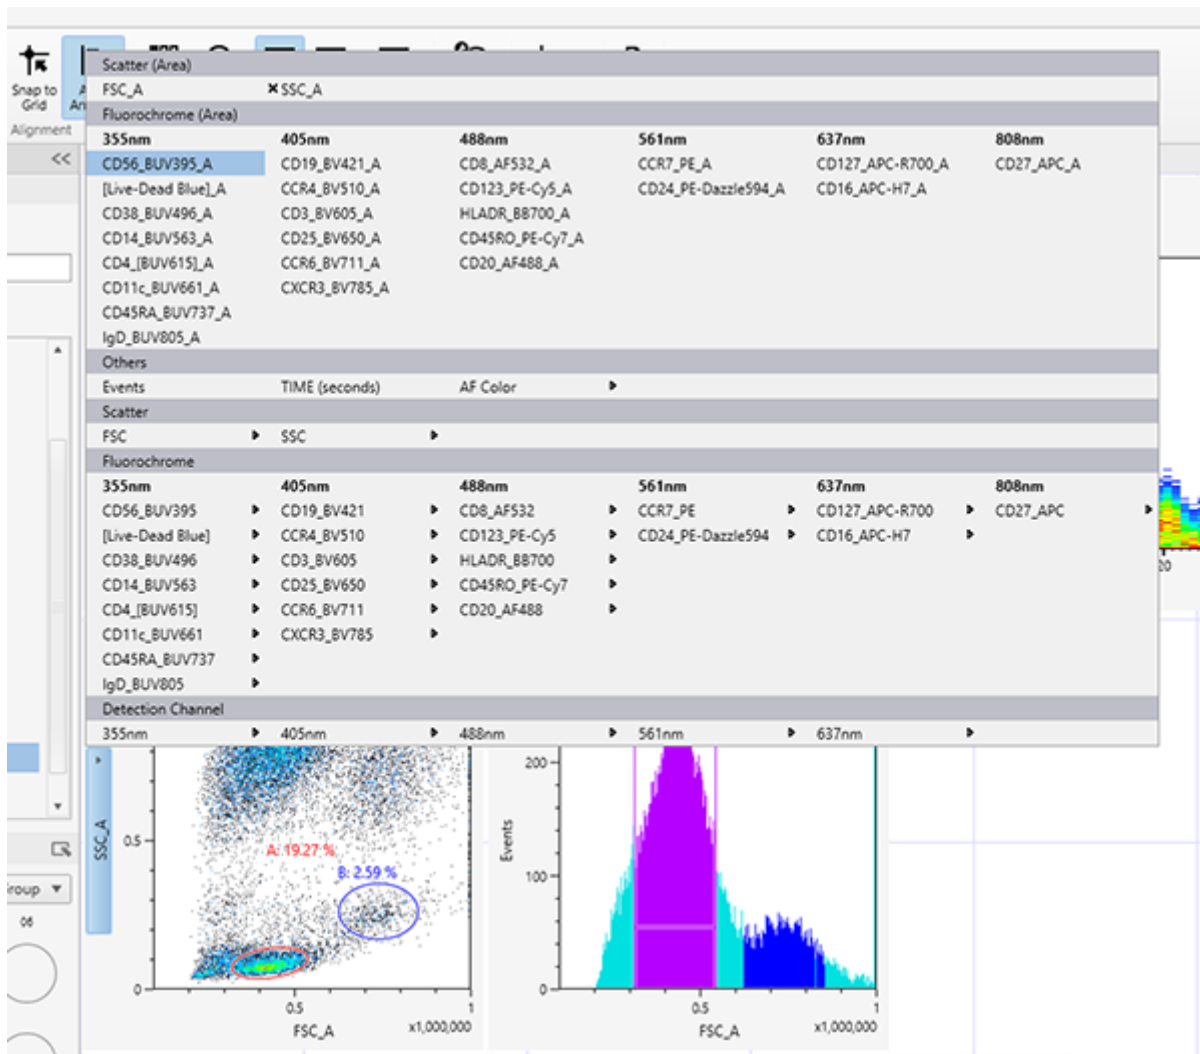 Snap to
Grid
Alignment
<<
Scatter (Area)
FSC_A ✖ SSC_A
Fluorochrome (Area)
355nm 405nm 488nm 561nm 637nm 808nm
CD56_BUV395_A CD19_BV421_A CD8_AF532_A CCR7_PE_A CD127_APC-R700_A CD27_APC_A
[Live-Dead Blue]_A CCR4_BV510_A CD123_PE-Cy5_A CD24_PE-Dazzle594_A CD16_APC-H7_A
CD38_BUV496_A CD3_BV605_A HLADR_BB700_A
CD14_BUV563_A CD25_BV650_A CD45RO_PE-Cy7_A
CD4_[BUV615]_A CCR6_BV711_A CD20_AF488_A
CD11c_BUV661_A CXCR3_BV785_A
CD45RA_BUV737_A
IgD_BUV805_A
Others
Events TIME (seconds) AF Color
Scatter
FSC SSC
Fluorochrome
355nm 405nm 488nm 561nm 637nm 808nm
CD56_BUV395 CD19_BV421 CD8_AF532 CCR7_PE CD127_APC-R700 CD27_APC
[Live-Dead Blue] CCR4_BV510 CD123_PE-Cy5 CD24_PE-Dazzle594 CD16_APC-H7
CD38_BUV496 CD3_BV605 HLADR_BB700
CD14_BUV563 CD25_BV650 CD45RO_PE-Cy7
CD4_[BUV615] CCR6_BV711 CD20_AF488
CD11c_BUV661 CXCR3_BV785
CD45RA_BUV737
IgD_BUV805
Detection Channel
355nm 405nm 488nm 561nm 637nm
20
SSC_A
0.5
0
A: 19.27 %
B: 2.59 %
0.5 1
FSC_A x1,000,000
Events
200
100
0
0.5 1
FSC_A x1,000,000